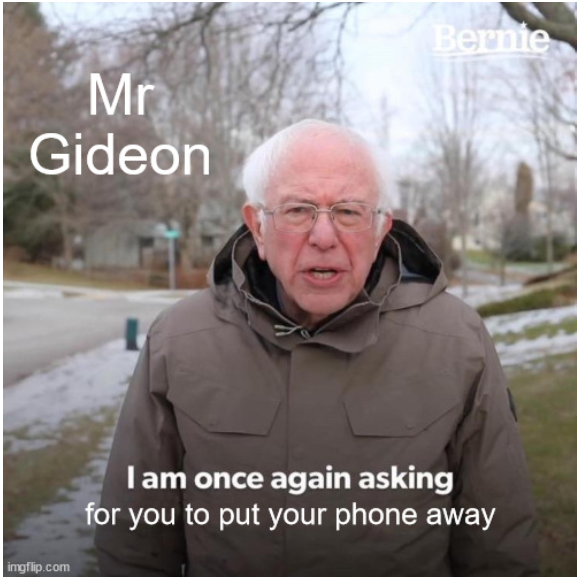 Bernie
Mr
Gideon
I am once again asking
for you to put your phone away
imgflip.com